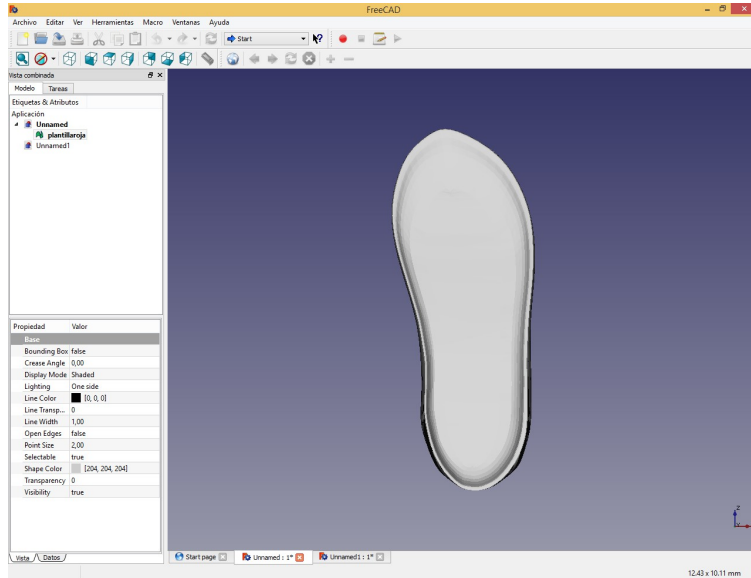 FreeCAD
Archivo Editar Ver Herramientas Macro Ventanas Ayuda
Start
Vista combinada
Modelo Tareas
Etiquetas & Atributos
Aplicación
Unnamed
plantillaroja
Unnamed1
Propiedad Valor
Base
Bounding Box false
Crease Angle 0,00
Display Mode Shaded
Lighting One side
Line Color [0, 0, 0]
Line Transp... 0
Line Width 1,00
Open Edges false
Point Size 2,00
Selectable true
Shape Color [204, 204, 204]
Transparency 0
Visibility true
Z
Vista Datos Start page Unnamed : 1* Unnamed1 : 1*
12.43 x 10.11 mm